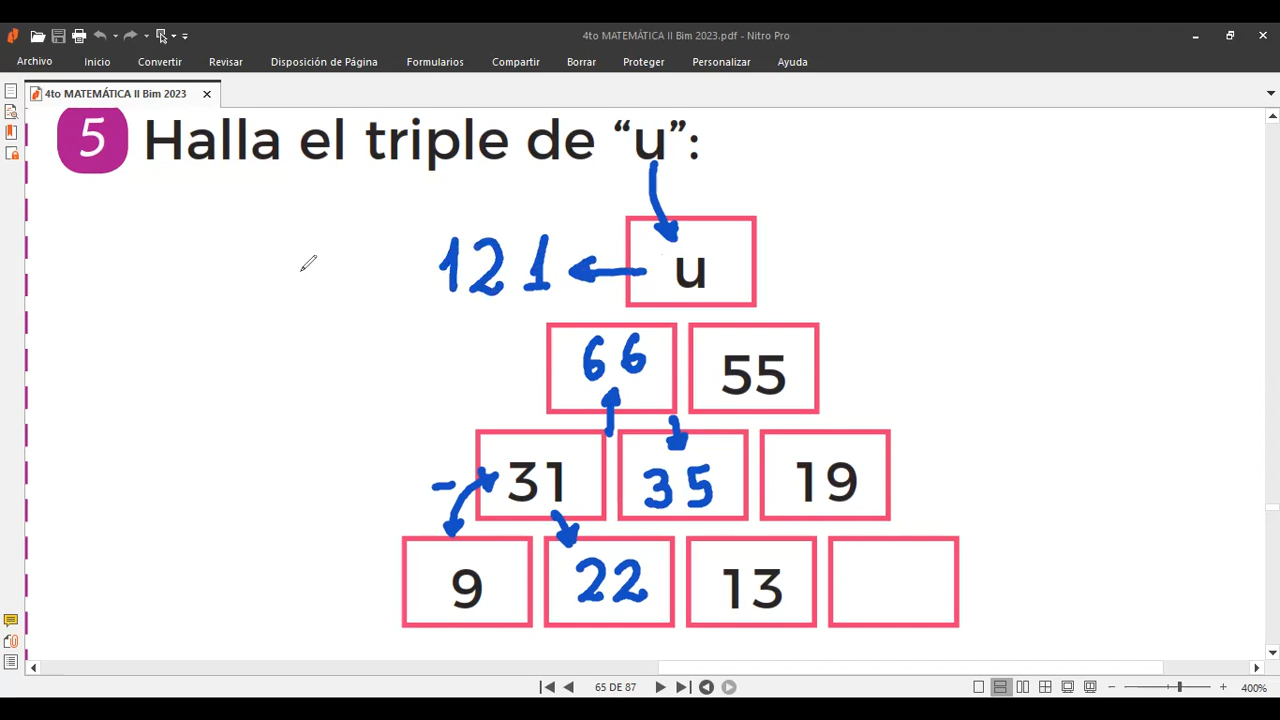 4to MATEMÁTICA II Bim 2023.pdf - Nitro Pro
Archivo Inicio Convertir Revisar Disposición de Página Formularios Compartir Borrar Proteger Personalizar Ayuda
4to MATEMÁTICA II Bim 2023
5 Halla el triple de “u”:
121 u
66 55
- 31 35 19
9 22 13
65 DE 87
400%